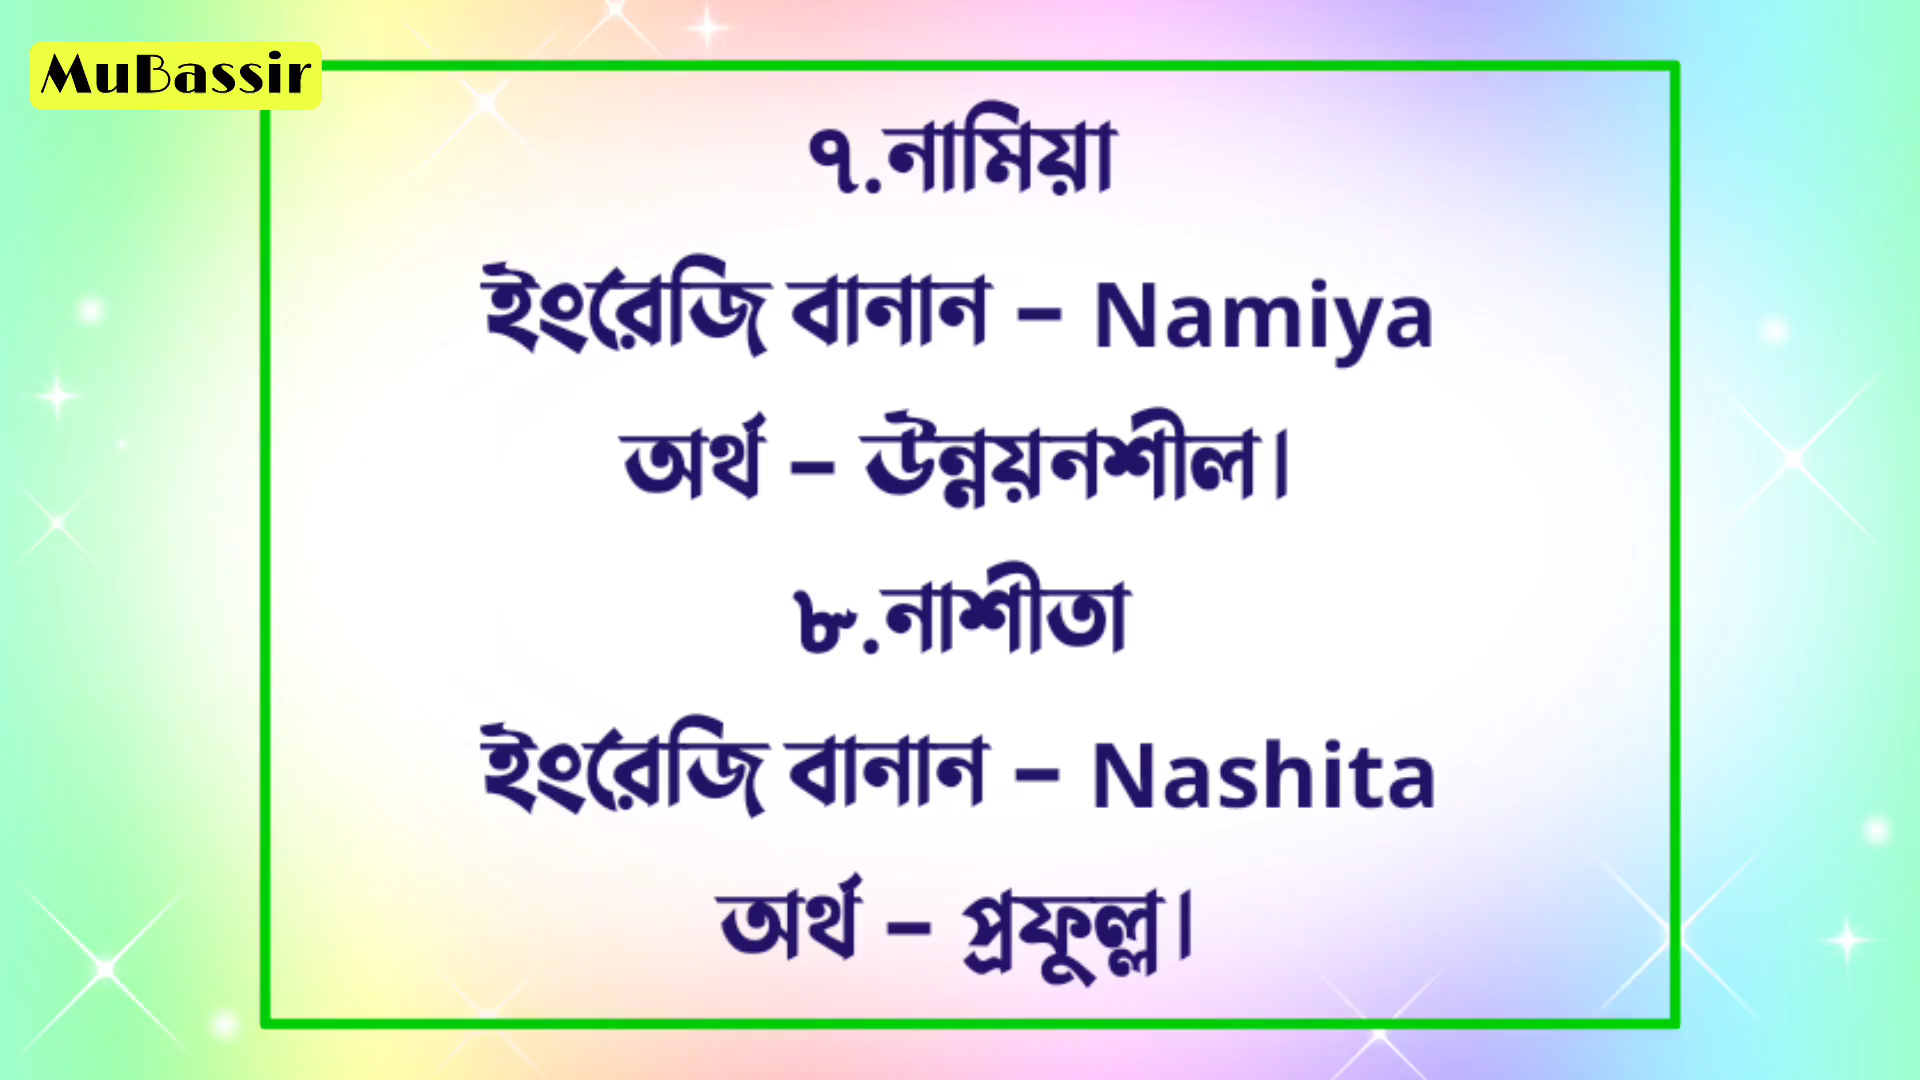 MuBassir
৭.নামিয়া
ইংরেজি বানান – Namiya
অর্থ – উন্নয়নশীল।
৮.নাশীতা
ইংরেজি বানান – Nashita
অর্থ – প্রফুল্ল।